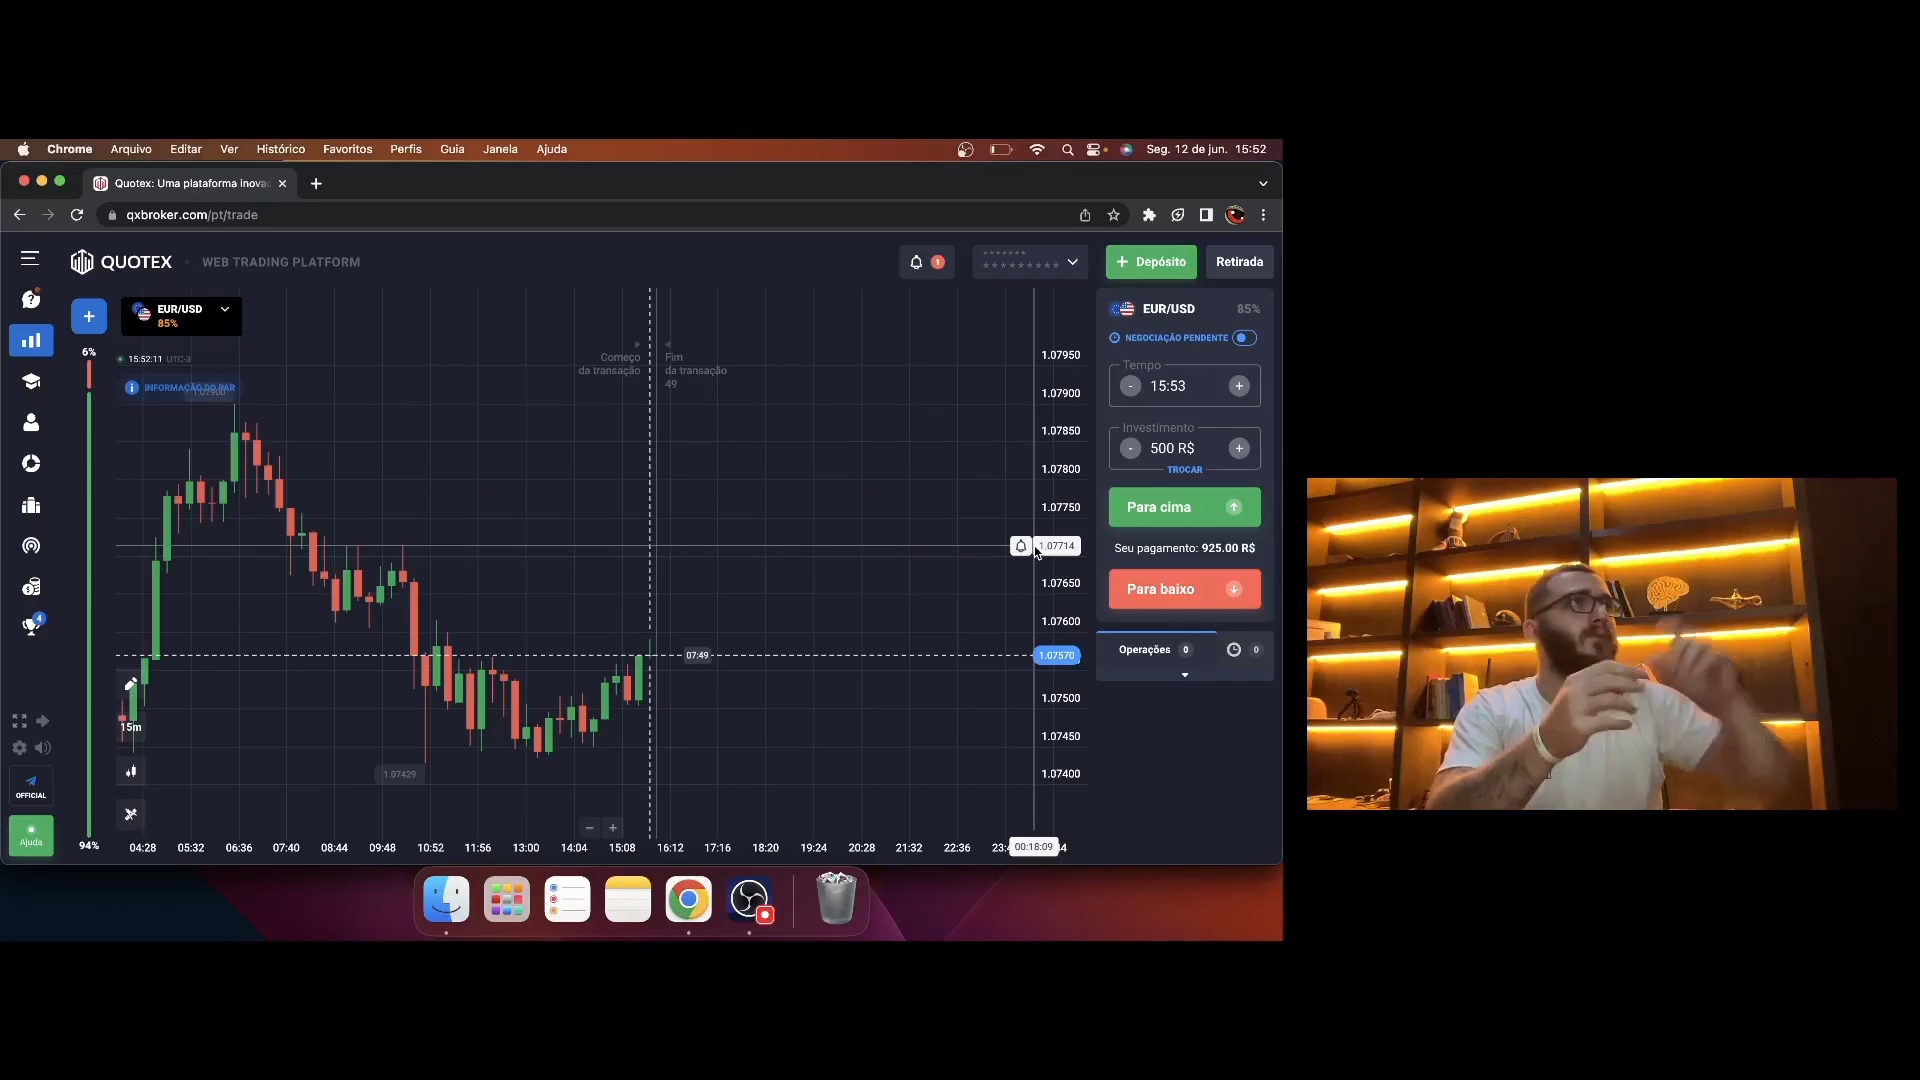 Chrome Arquivo Editar Ver Histórico Favoritos Perfis Guia Janela Ajuda Seg. 12 de jun. 15:52
Quotex: Uma plataforma inova
qxbroker.com/pt/trade
QUOTEX WEB TRADING PLATFORM
1
*******
*********
+ Depósito
Retirada
EUR/USD
85%
6%
15:52:11 UTC-3
INFORMAÇÃO DO PAR
1.07900
Começo
da transação
Fim
da transação
49
1.07950
1.07900
1.07850
1.07800
1.07750
1.07714
1.07650
1.07600
1.07570
1.07500
1.07450
1.07400
07:49
1.07429
15m
94%
04:28 05:32 06:36 07:40 08:44 09:48 10:52 11:56 13:00 14:04 15:08 16:12 17:16 18:20 19:24 20:28 21:32 22:36 00:18:09
4
OFFICIAL
Ajuda
EUR/USD 85%
NEGOCIAÇÃO PENDENTE
Tempo
- 15:53 +
Investimento
- 500 R$ +
TROCAR
Para cima
Seu pagamento: 925.00 R$
Para baixo
Operações 0 0